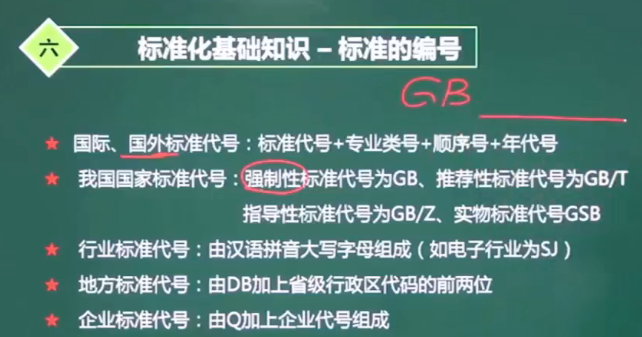 六
标准化基础知识 – 标准的编号
GB
★ 国际、国外标准代号：标准代号+专业类号+顺序号+年代号
★ 我国国家标准代号：强制性标准代号为GB、推荐性标准代号为GB/T
指导性标准代号为GB/Z、实物标准代号GSB
★ 行业标准代号：由汉语拼音大写字母组成（如电子行业为SJ）
★ 地方标准代号：由DB加上省级行政区代码的前两位
★ 企业标准代号：由Q加上企业代号组成